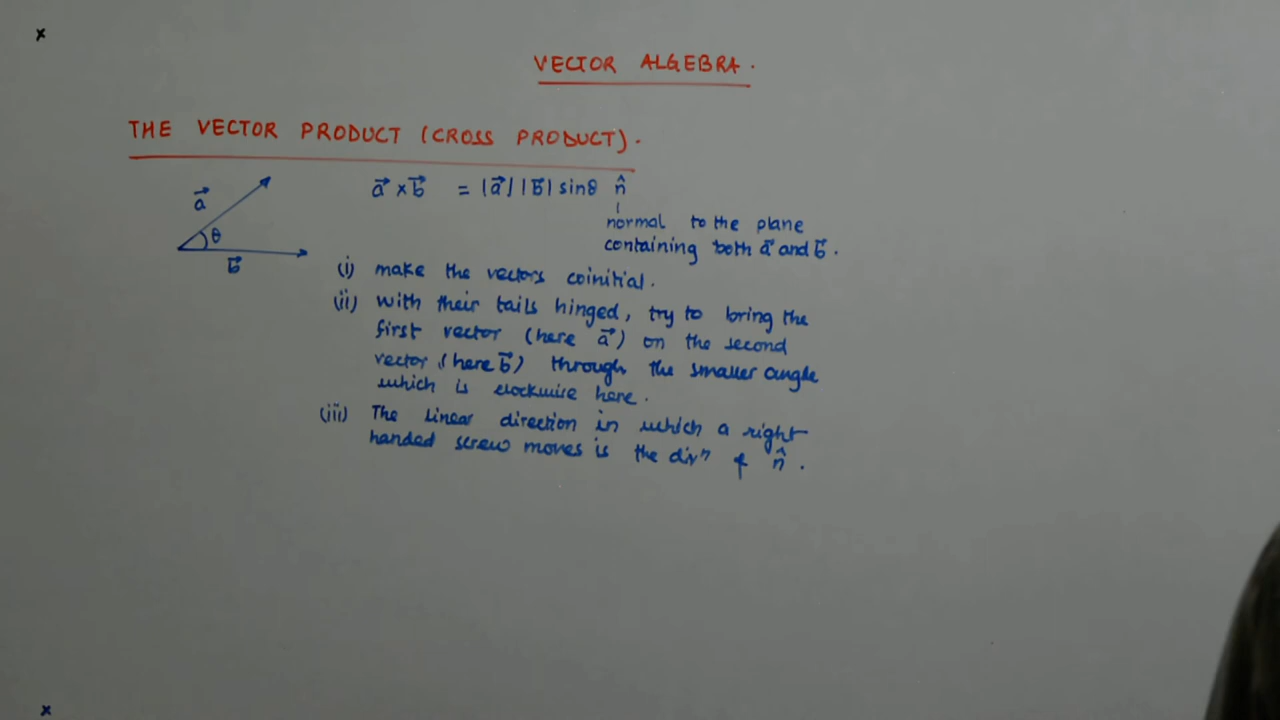 x
VECTOR ALGEBRA.
THE VECTOR PRODUCT (CROSS PRODUCT).
a⃗ × b⃗ = |a⃗| |b⃗| sinθ n̂
a⃗
θ
b⃗
normal to the plane
containing both a⃗ and b⃗.
(i) make the vectors coinitial.
(ii) with their tails hinged, try to bring the
first vector (here a⃗) on the second
vector (here b⃗) through the smaller angle
which is clockwise here.
(iii) The linear direction in which a right
handed screw moves is the dirⁿ of n̂.
x